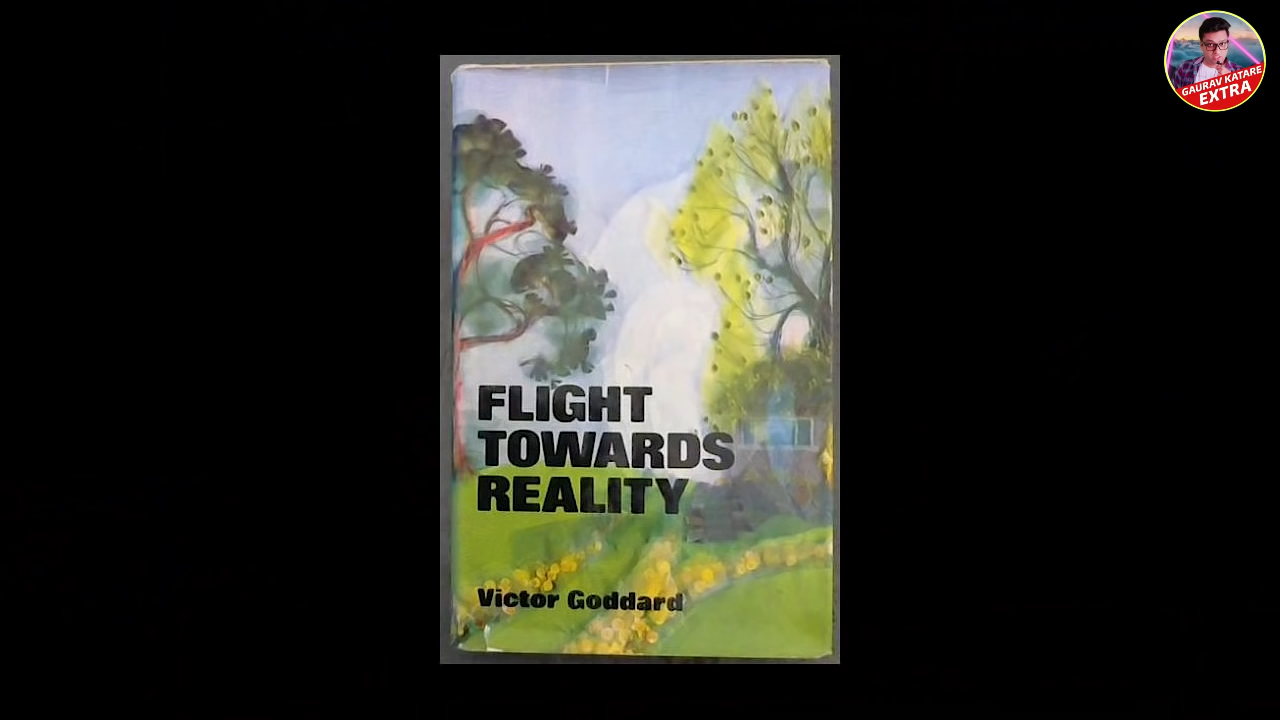 GAURAV KATARE
EXTRA
FLIGHT
TOWARDS
REALITY
Victor Goddard